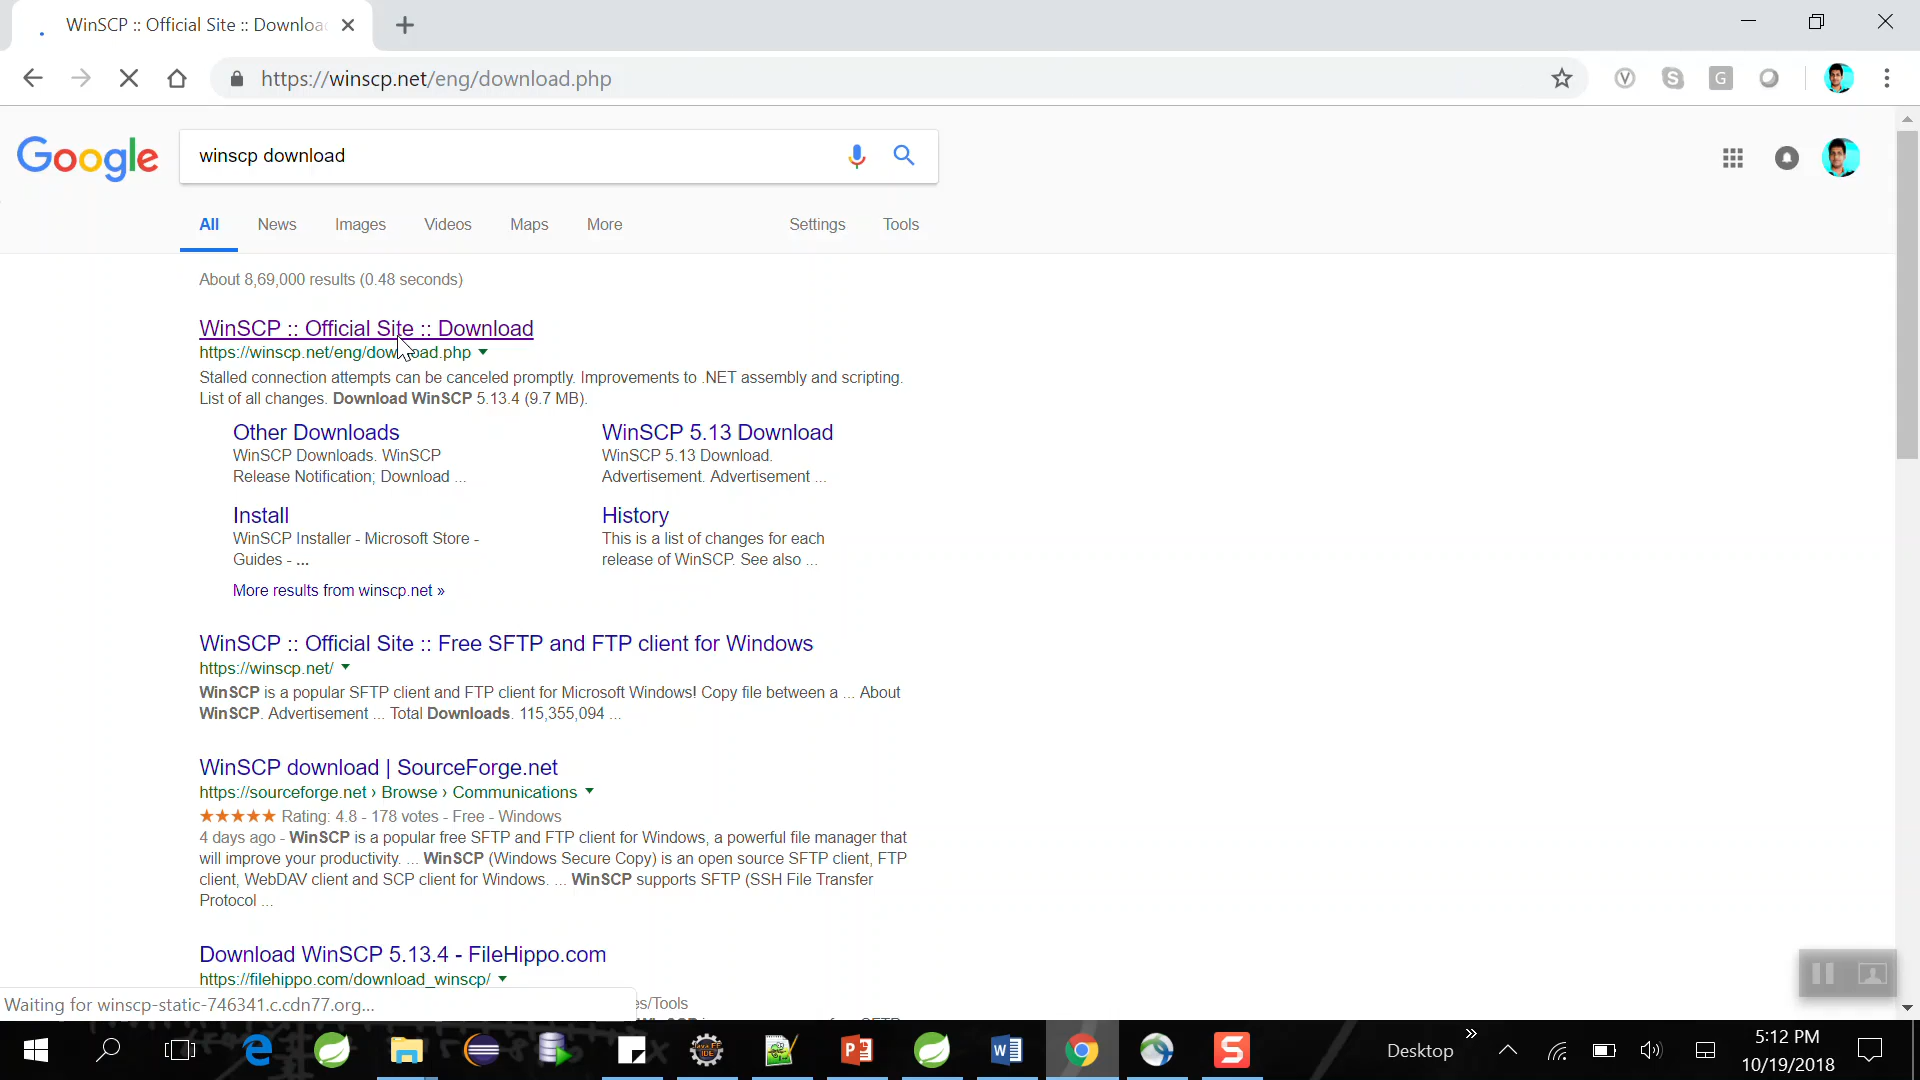 WinSCP :: Official Site :: Downloa
https://winscp.net/eng/download.php
Google
winscp download
All News Images Videos Maps More Settings Tools
About 8,69,000 results (0.48 seconds)
WinSCP :: Official Site :: Download
https://winscp.net/eng/download.php
Stalled connection attempts can be canceled promptly. Improvements to .NET assembly and scripting.
List of all changes. Download WinSCP 5.13.4 (9.7 MB).
Other Downloads
WinSCP Downloads. WinSCP
Release Notification; Download ...
WinSCP 5.13 Download
WinSCP 5.13 Download.
Advertisement. Advertisement ...
Install
WinSCP Installer - Microsoft Store -
Guides - ...
History
This is a list of changes for each
release of WinSCP. See also ...
More results from winscp.net »
WinSCP :: Official Site :: Free SFTP and FTP client for Windows
https://winscp.net/
WinSCP is a popular SFTP client and FTP client for Microsoft Windows! Copy file between a ... About
WinSCP. Advertisement ... Total Downloads. 115,355,094 ...
WinSCP download | SourceForge.net
https://sourceforge.net › Browse › Communications
★★★★★ Rating: 4.8 - 178 votes - Free - Windows
4 days ago - WinSCP is a popular free SFTP and FTP client for Windows, a powerful file manager that
will improve your productivity. ... WinSCP (Windows Secure Copy) is an open source SFTP client, FTP
client, WebDAV client and SCP client for Windows. ... WinSCP supports SFTP (SSH File Transfer
Protocol ...
Download WinSCP 5.13.4 - FileHippo.com
https://filehippo.com/download_winscp/
es/Tools
Waiting for winscp-static-746341.c.cdn77.org...
Desktop
5:12 PM
10/19/2018